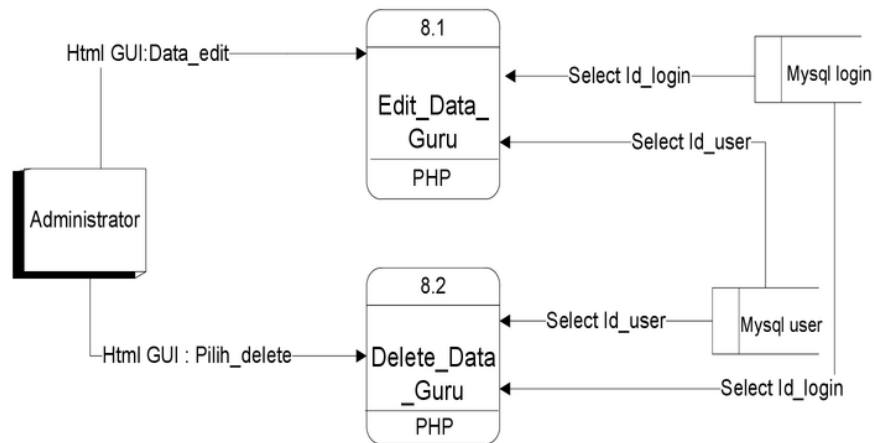 8.1
Html GUI:Data_edit
Edit_Data_
Guru
PHP
Select Id_login
Mysql login
Select Id_user
Administrator
8.2
Html GUI : Pilih_delete
Delete_Data
_Guru
PHP
Select Id_user
Mysql user
Select Id_login